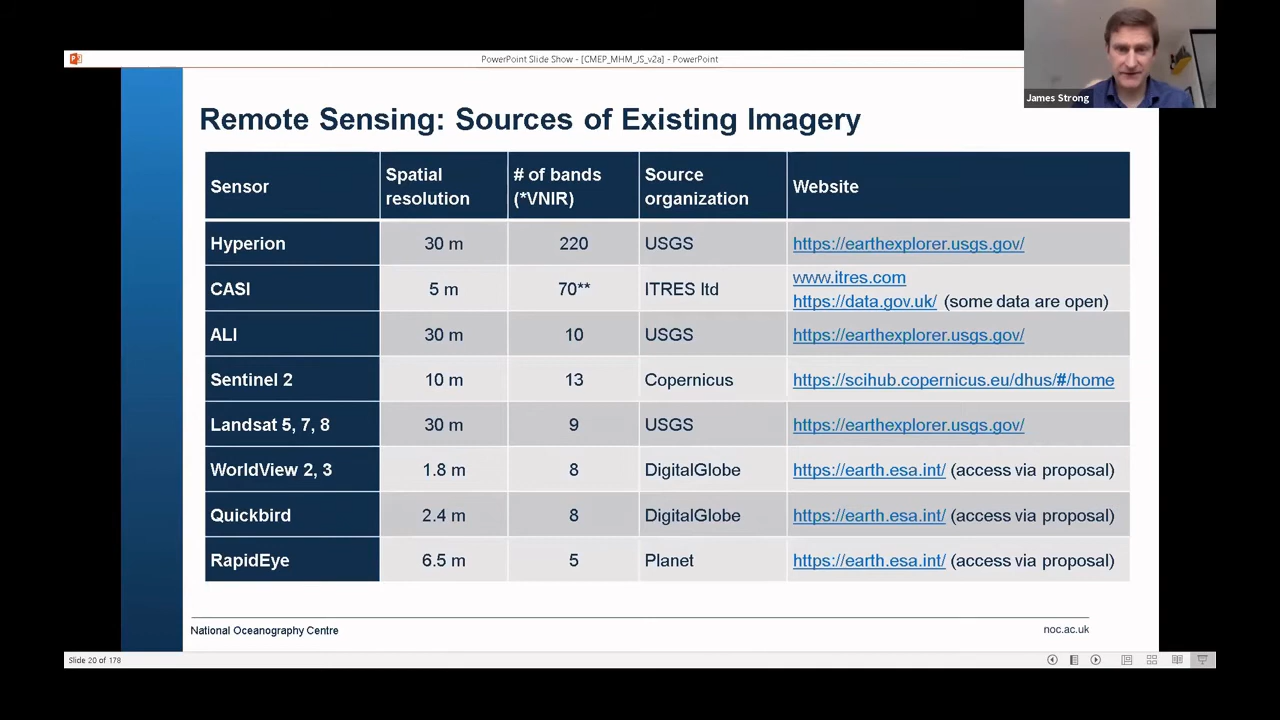 PowerPoint Slide Show - [CMEP_MHM_JS_v2a] - PowerPoint
James Strong
Remote Sensing: Sources of Existing Imagery
Sensor
Spatial resolution
# of bands (*VNIR)
Source organization
Website
Hyperion 30 m 220 USGS https://earthexplorer.usgs.gov/
CASI 5 m 70** ITRES ltd www.itres.com
https://data.gov.uk/ (some data are open)
ALI 30 m 10 USGS https://earthexplorer.usgs.gov/
Sentinel 2 10 m 13 Copernicus https://scihub.copernicus.eu/dhus/#/home
Landsat 5, 7, 8 30 m 9 USGS https://earthexplorer.usgs.gov/
WorldView 2, 3 1.8 m 8 DigitalGlobe https://earth.esa.int/ (access via proposal)
Quickbird 2.4 m 8 DigitalGlobe https://earth.esa.int/ (access via proposal)
RapidEye 6.5 m 5 Planet https://earth.esa.int/ (access via proposal)
National Oceanography Centre
noc.ac.uk
Slide 20 of 178